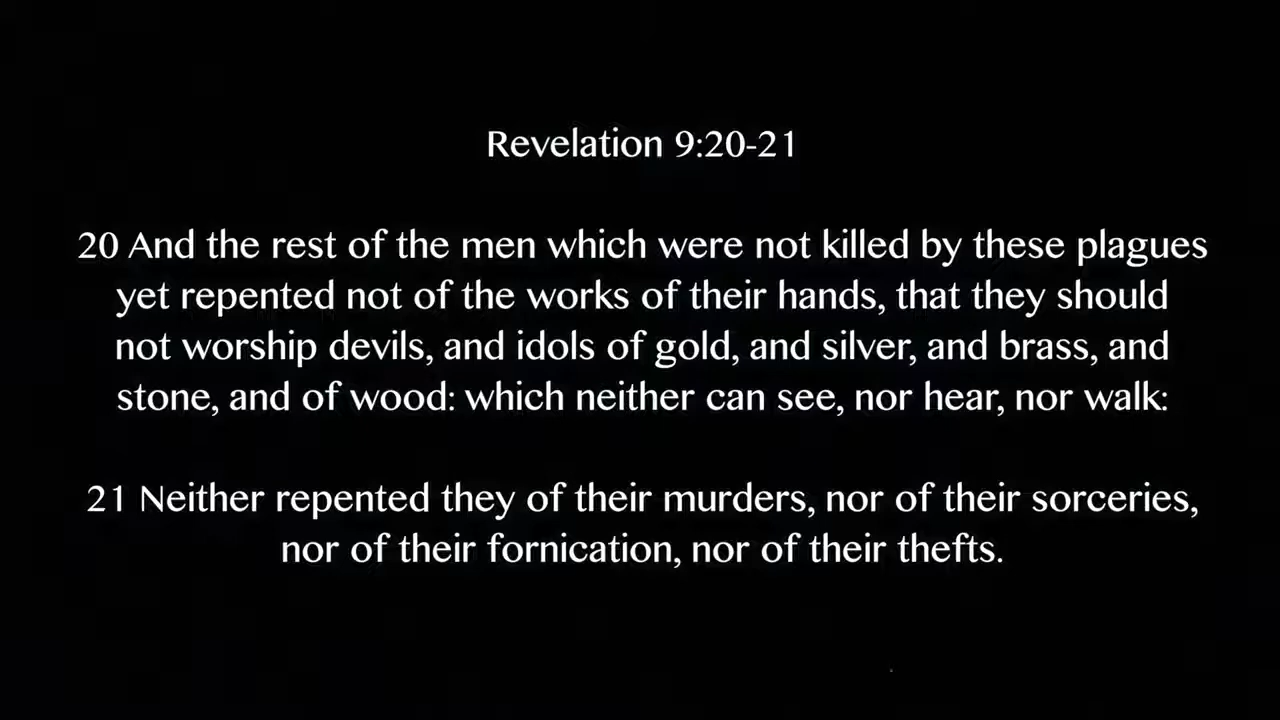 Revelation 9:20-21
20 And the rest of the men which were not killed by these plagues
yet repented not of the works of their hands, that they should
not worship devils, and idols of gold, and silver, and brass, and
stone, and of wood: which neither can see, nor hear, nor walk:
21 Neither repented they of their murders, nor of their sorceries,
nor of their fornication, nor of their thefts.